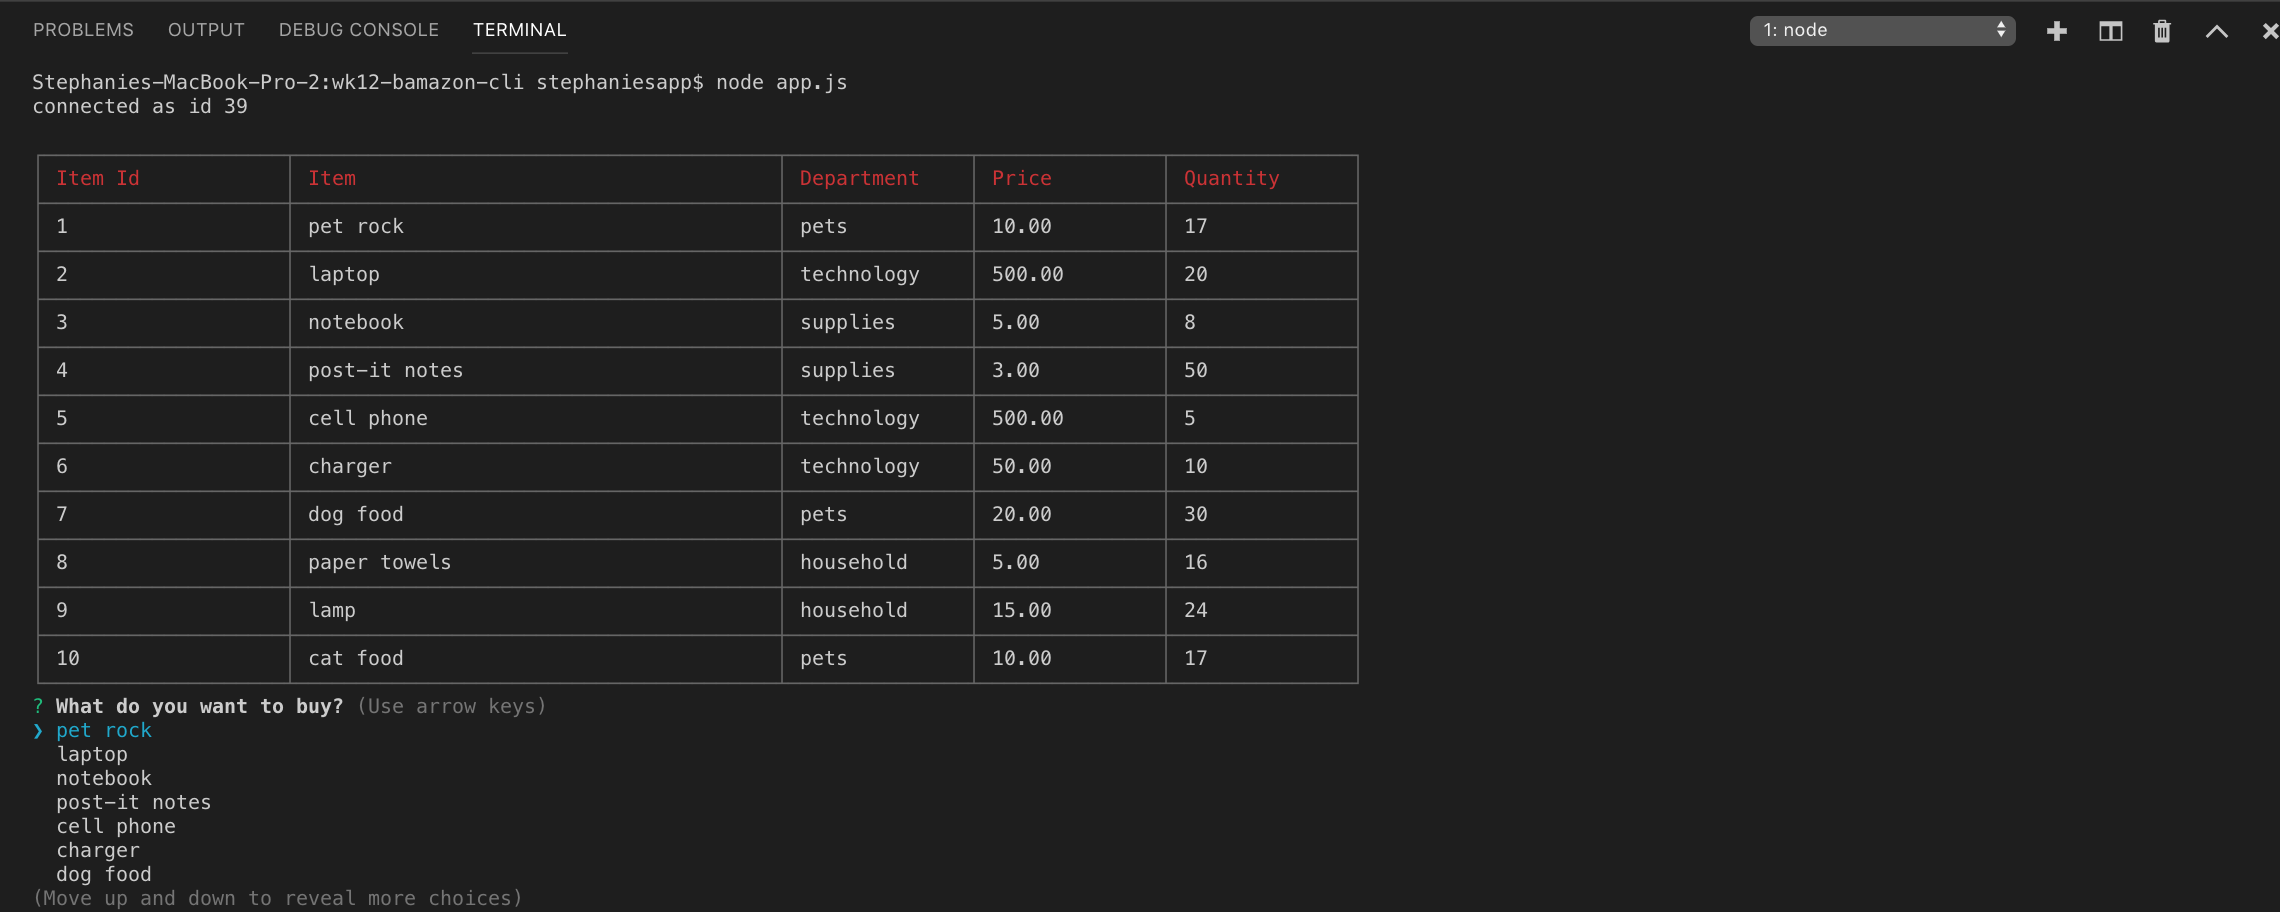 PROBLEMS OUTPUT DEBUG CONSOLE TERMINAL 1: node
Stephanies-MacBook-Pro-2:wk12-bamazon-cli stephaniesapp$ node app.js
connected as id 39
Item Id Item Department Price Quantity
1 pet rock pets 10.00 17
2 laptop technology 500.00 20
3 notebook supplies 5.00 8
4 post-it notes supplies 3.00 50
5 cell phone technology 500.00 5
6 charger technology 50.00 10
7 dog food pets 20.00 30
8 paper towels household 5.00 16
9 lamp household 15.00 24
10 cat food pets 10.00 17
? What do you want to buy? (Use arrow keys)
❯ pet rock
laptop
notebook
post-it notes
cell phone
charger
dog food
(Move up and down to reveal more choices)